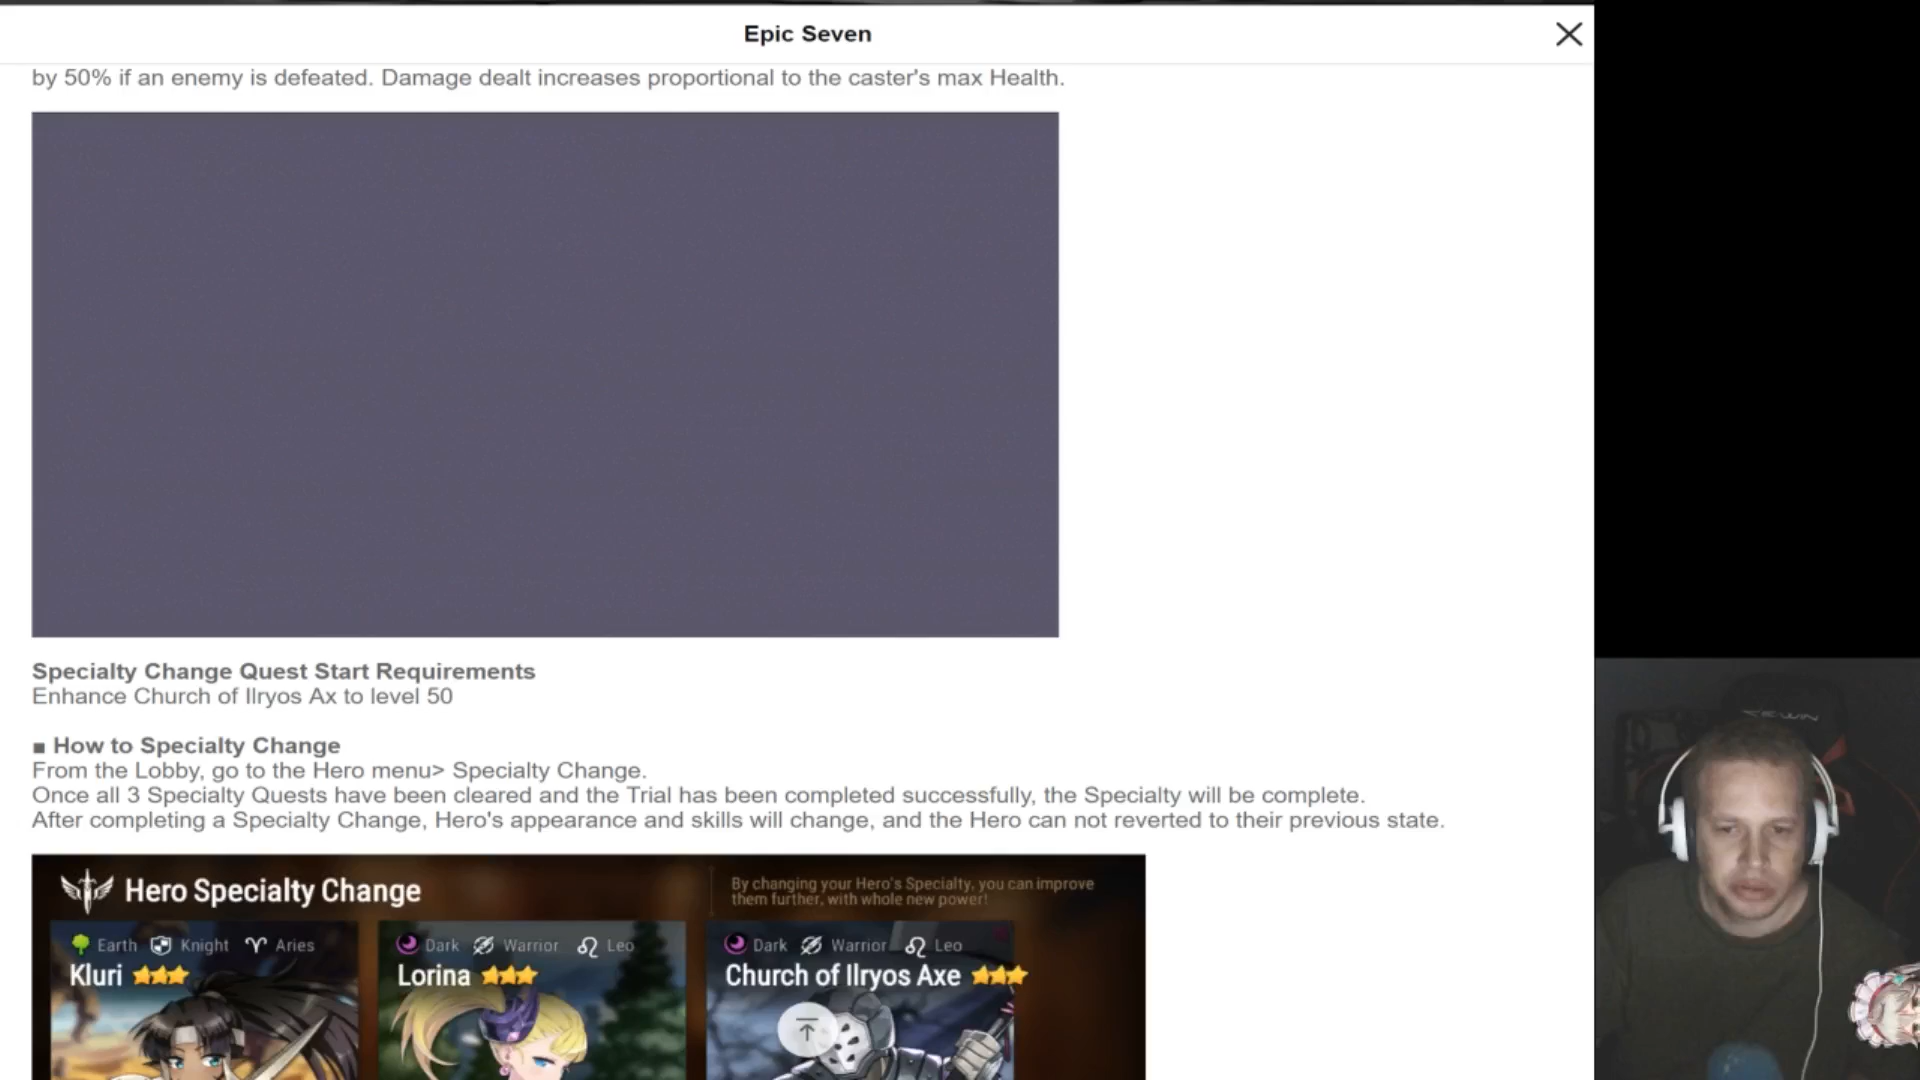 Epic Seven
by 50% if an enemy is defeated. Damage dealt increases proportional to the caster's max Health.
Specialty Change Quest Start Requirements
Enhance Church of Ilryos Ax to level 50
■ How to Specialty Change
From the Lobby, go to the Hero menu> Specialty Change.
Once all 3 Specialty Quests have been cleared and the Trial has been completed successfully, the Specialty will be complete.
After completing a Specialty Change, Hero's appearance and skills will change, and the Hero can not reverted to their previous state.
Hero Specialty Change
By changing your Hero's Specialty, you can improve
them further, with whole new power!
Earth Knight Aries
Kluri
Dark Warrior Leo
Lorina
Dark Warrior Leo
Church of Ilryos Axe